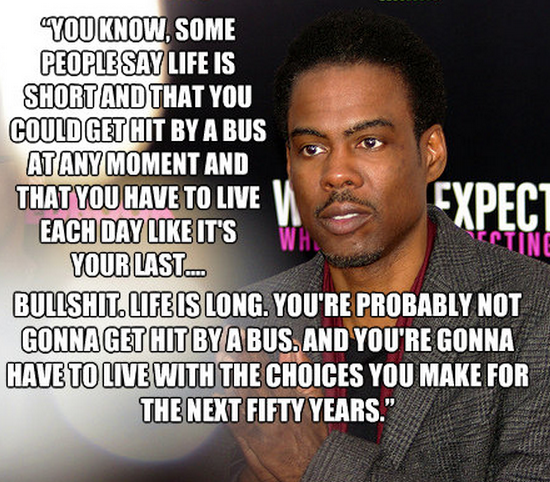 "YOU KNOW, SOME
PEOPLE SAY LIFE IS
SHORT AND THAT YOU
COULD GET HIT BY A BUS
AT ANY MOMENT AND
THAT YOU HAVE TO LIVE
EACH DAY LIKE IT'S
YOUR LAST....
BULLSHIT. LIFE IS LONG. YOU'RE PROBABLY NOT
GONNA GET HIT BY A BUS. AND YOU'RE GONNA
HAVE TO LIVE WITH THE CHOICES YOU MAKE FOR
THE NEXT FIFTY YEARS."
W EXPECT
WH ECTING